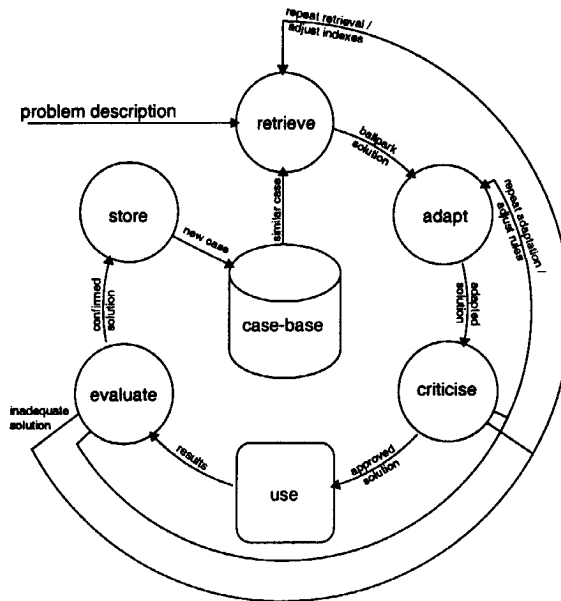 repeat retrieval /
adjust indexes
problem description
retrieve
ballpark
solution
repeat adaptation /
adjust rules
store
similar case
adapt
new case
case-base
confirmed
solution
adapted
solution
evaluate
criticise
inadequate
solution
results
use
approved
solution